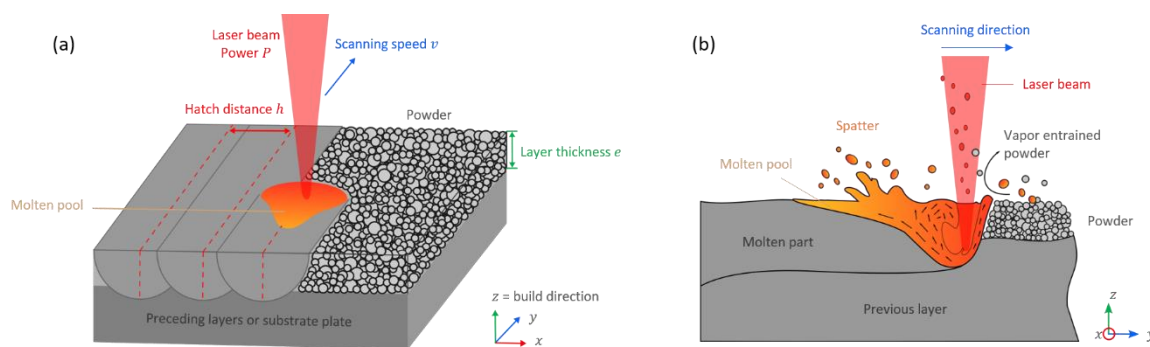 (a)
Laser beam
Power P
Scanning speed v
Hatch distance h
Powder
Layer thickness e
Molten pool
Preceding layers or substrate plate
z = build direction
y
x
(b)
Scanning direction
Laser beam
Spatter
Vapor entrained
powder
Molten pool
Powder
Molten part
Previous layer
z
x
y